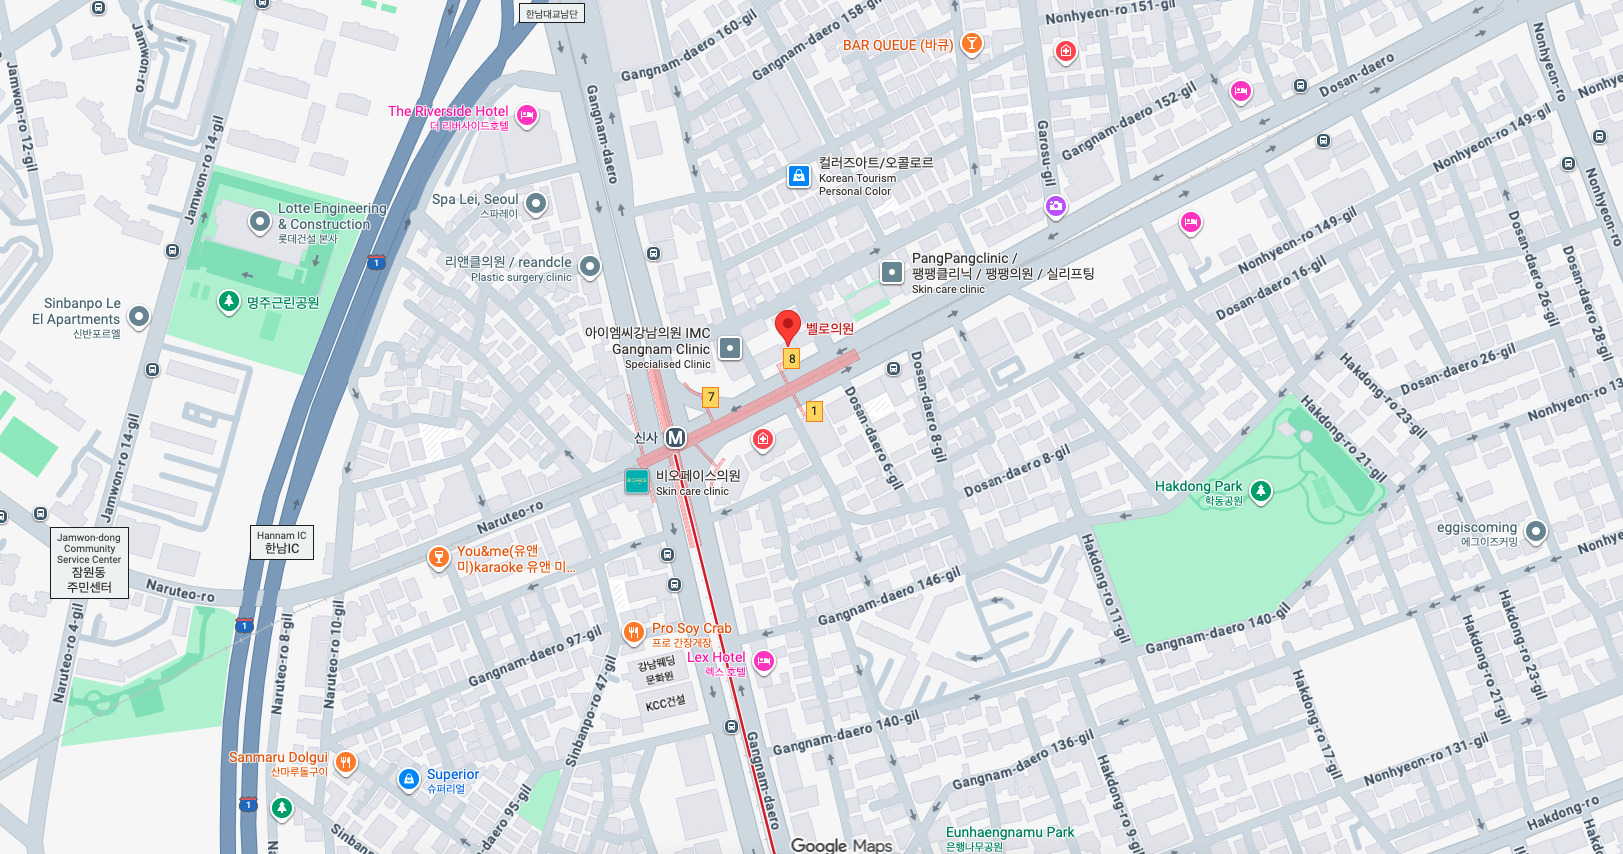 한남대교남단
Nonhyeon-ro 151-gil
Gangnam-daero 160-gil
Gangnam-daero 158-gil
BAR QUEUE (바큐)
Dosan-daero
Nonhyeon-ro
Jamwon-ro
Jamwon-ro 12-gil
Jamwon-ro 14-gil
The Riverside Hotel
더 리버사이드호텔
Gangnam-daero
Garosu-gil
Gangnam-daero 152-gil
Nonhyeon-ro 149-gil
컬러즈아트/오콜로르
Korean Tourism
Personal Color
Spa Lei, Seoul
스파레이
Lotte Engineering
& Construction
롯데건설 본사
1
리앤클의원 / reandcle
Plastic surgery clinic
PangPangclinic /
팽팽클리닉 / 팽팽의원 / 실리프팅
Skin care clinic
Nonhyeon-ro 149-gil
Dosan-daero 16-gil
Dosan-daero 26-gil
Dosan-daero 28-gil
Nonhyeon-ro
Sinbanpo Le
El Apartments
신반포르엘
명주근린공원
아이엠씨강남의원 IMC
Gangnam Clinic
Specialised Clinic
벨로의원
8
7
1
신사
M
비오페이스의원
Skin care clinic
Dosan-daero 8-gil
Dosan-daero 6-gil
Dosan-daero 8-gil
Dosan-daero 26-gil
Hakdong-ro 23-gil
Hakdong-ro 21-gil
Nonhyeon-ro 13
Hakdong Park
학동공원
eggiscoming
에그이즈커밍
Jamwon-ro 14-gil
Naruteo-ro
Hannam IC
한남IC
Jamwon-dong
Community
Service Center
잠원동
주민센터
You&me(유앤
미)karaoke 유앤 미...
Naruteo-ro
1
Naruteo-ro 4-gil
Naruteo-ro 8-gil
Naruteo-ro 10-gil
Gangnam-daero 97-gil
Pro Soy Crab
프로 간장게장
Lex Hotel
렉스 호텔
강남웨딩
문화원
KCC건설
Gangnam-daero 146-gil
Hakdong-ro 11-gil
Gangnam-daero 140-gil
Gangnam-daero 140-gil
Gangnam-daero 136-gil
Hakdong-ro 17-gil
Hakdong-ro 21-gil
Hakdong-ro 23-gil
Nonhyeon-ro 131-gil
Sinbanpo-ro 47-gil
Sanmaru Dolgui
산마루돌구이
Superior
슈퍼리얼
1
Gangnam-daero 95-gil
Gangnam-daero
Hakdong-ro 9-g
Hakdong-ro
Eunhaengnamu Park
은행나무공원
Google Maps